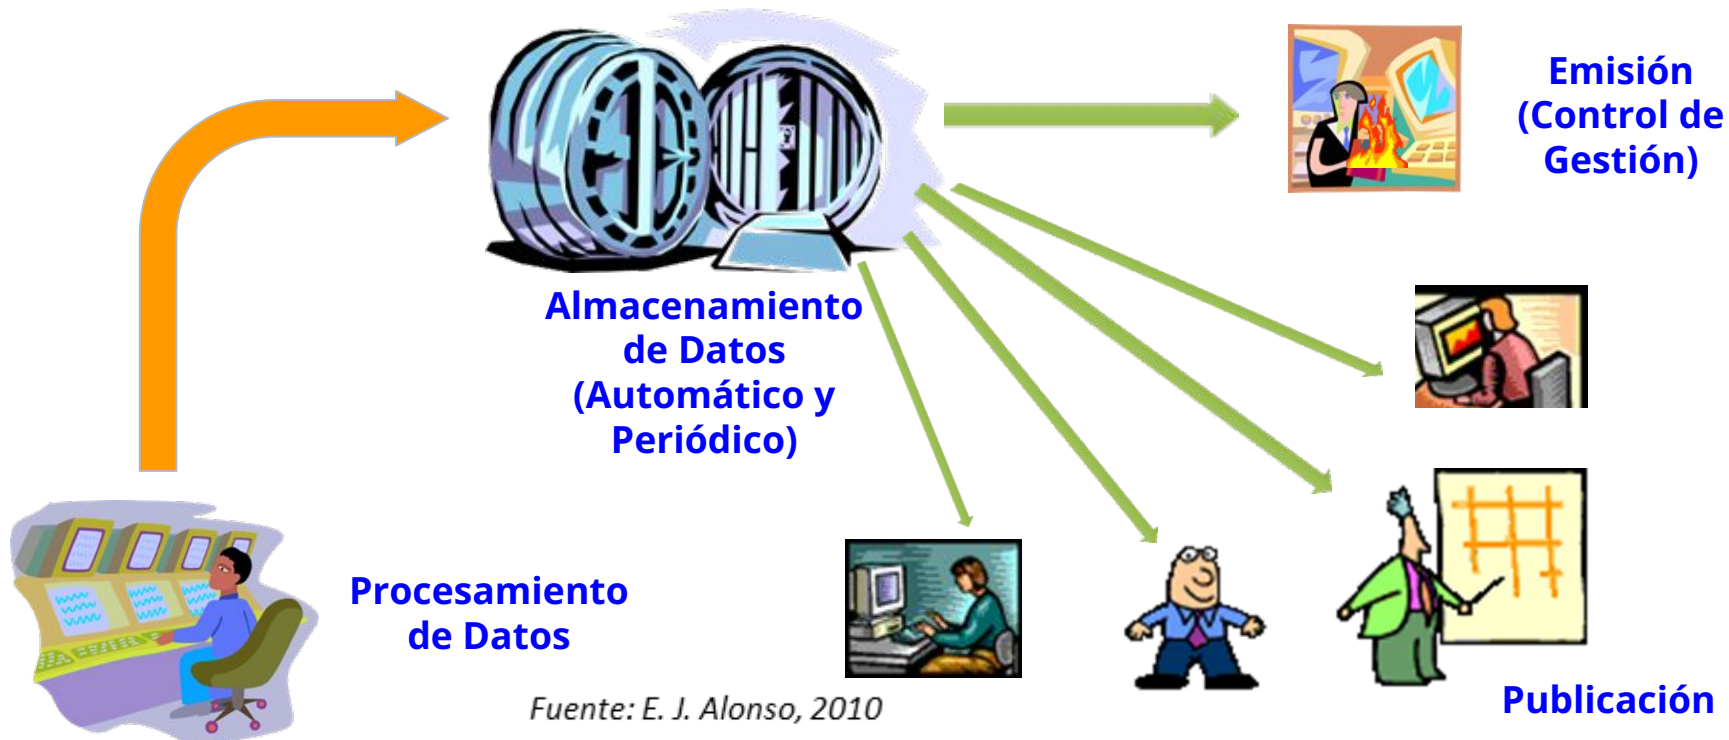 Emisión
(Control de
Gestión)
Almacenamiento
de Datos
(Automático y
Periódico)
Procesamiento
de Datos
Fuente: E. J. Alonso, 2010
Publicación